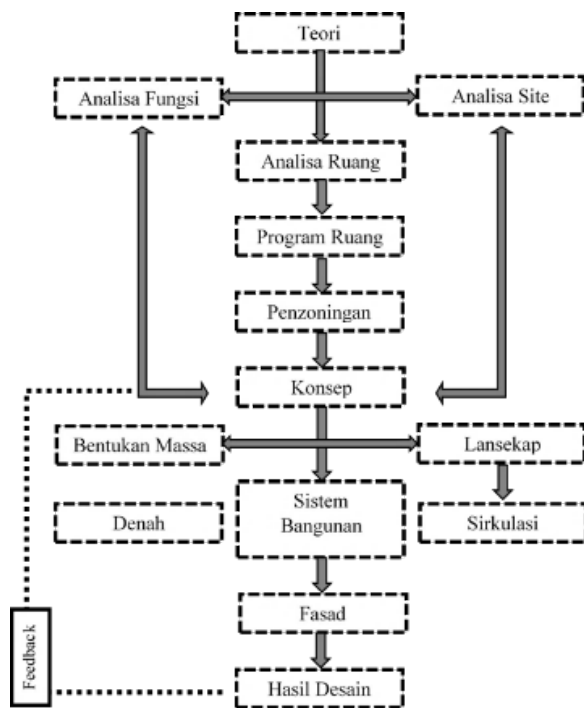 Teori
Analisa Fungsi
Analisa Site
Analisa Ruang
Program Ruang
Penzoningan
Konsep
Bentukan Massa
Lansekap
Sistem
Bangunan
Denah
Sirkulasi
Fasad
Feedback
Hasil Desain